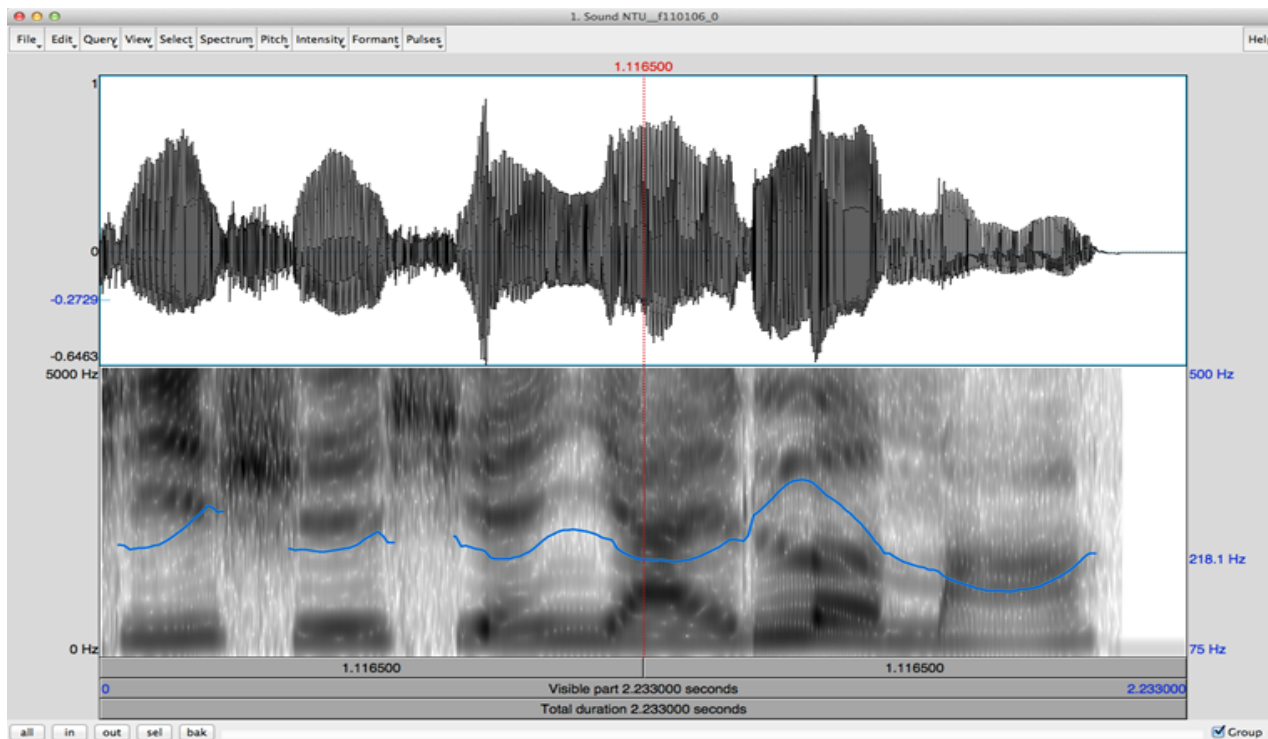 1. Sound NTU__f110106_0
File Edit Query View Select Spectrum Pitch Intensity Formant Pulses Help
1.116500
1
0
-0.2729
-0.6463
5000 Hz 500 Hz
218.1 Hz
0 Hz 75 Hz
1.116500 1.116500
0 Visible part 2.233000 seconds 2.233000
Total duration 2.233000 seconds
all in out sel bak Group